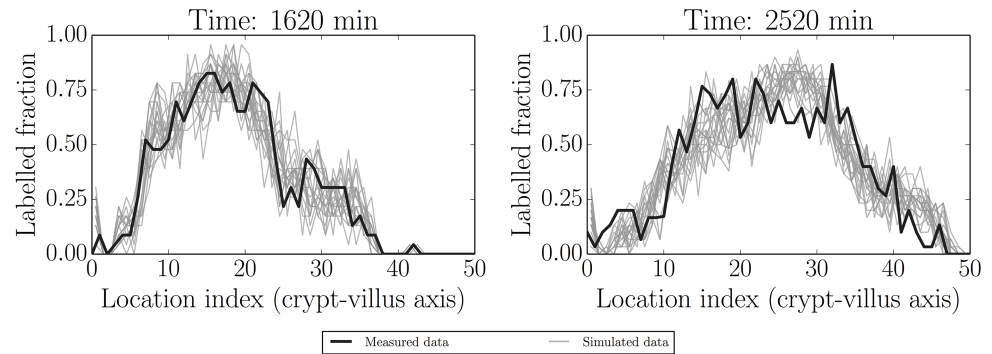 Time: 1620 min
Time: 2520 min
1.00
0.75
0.50
0.25
0.00
Labelled fraction
0 10 20 30 40 50
Location index (crypt-villus axis)
1.00
0.75
0.50
0.25
0.00
Labelled fraction
0 10 20 30 40 50
Location index (crypt-villus axis)
Measured data
Simulated data